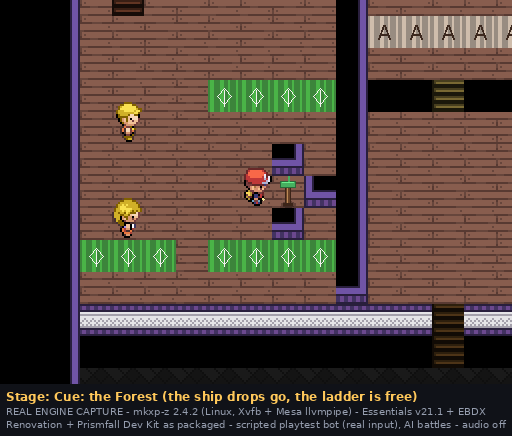 A A A A A
Stage: Cue: the Forest (the ship drops go, the ladder is free)
REAL ENGINE CAPTURE - mkxp-z 2.4.2 (Linux, Xvfb + Mesa llvmpipe) - Essentials v21.1 + EBDX
Renovation + Prismfall Dev Kit as packaged - scripted playtest bot (real input), AI battles - audio off